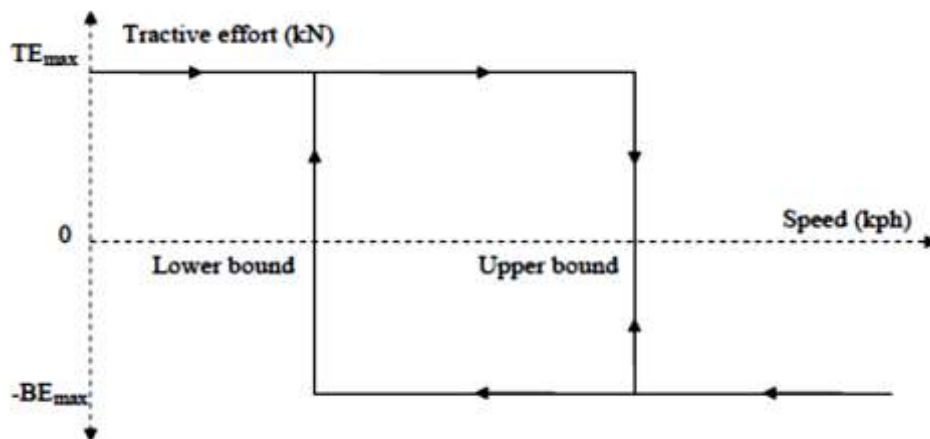 Tractive effort (kN)
TEmax
Speed (kph)
0
Lower bound
Upper bound
-BEmax